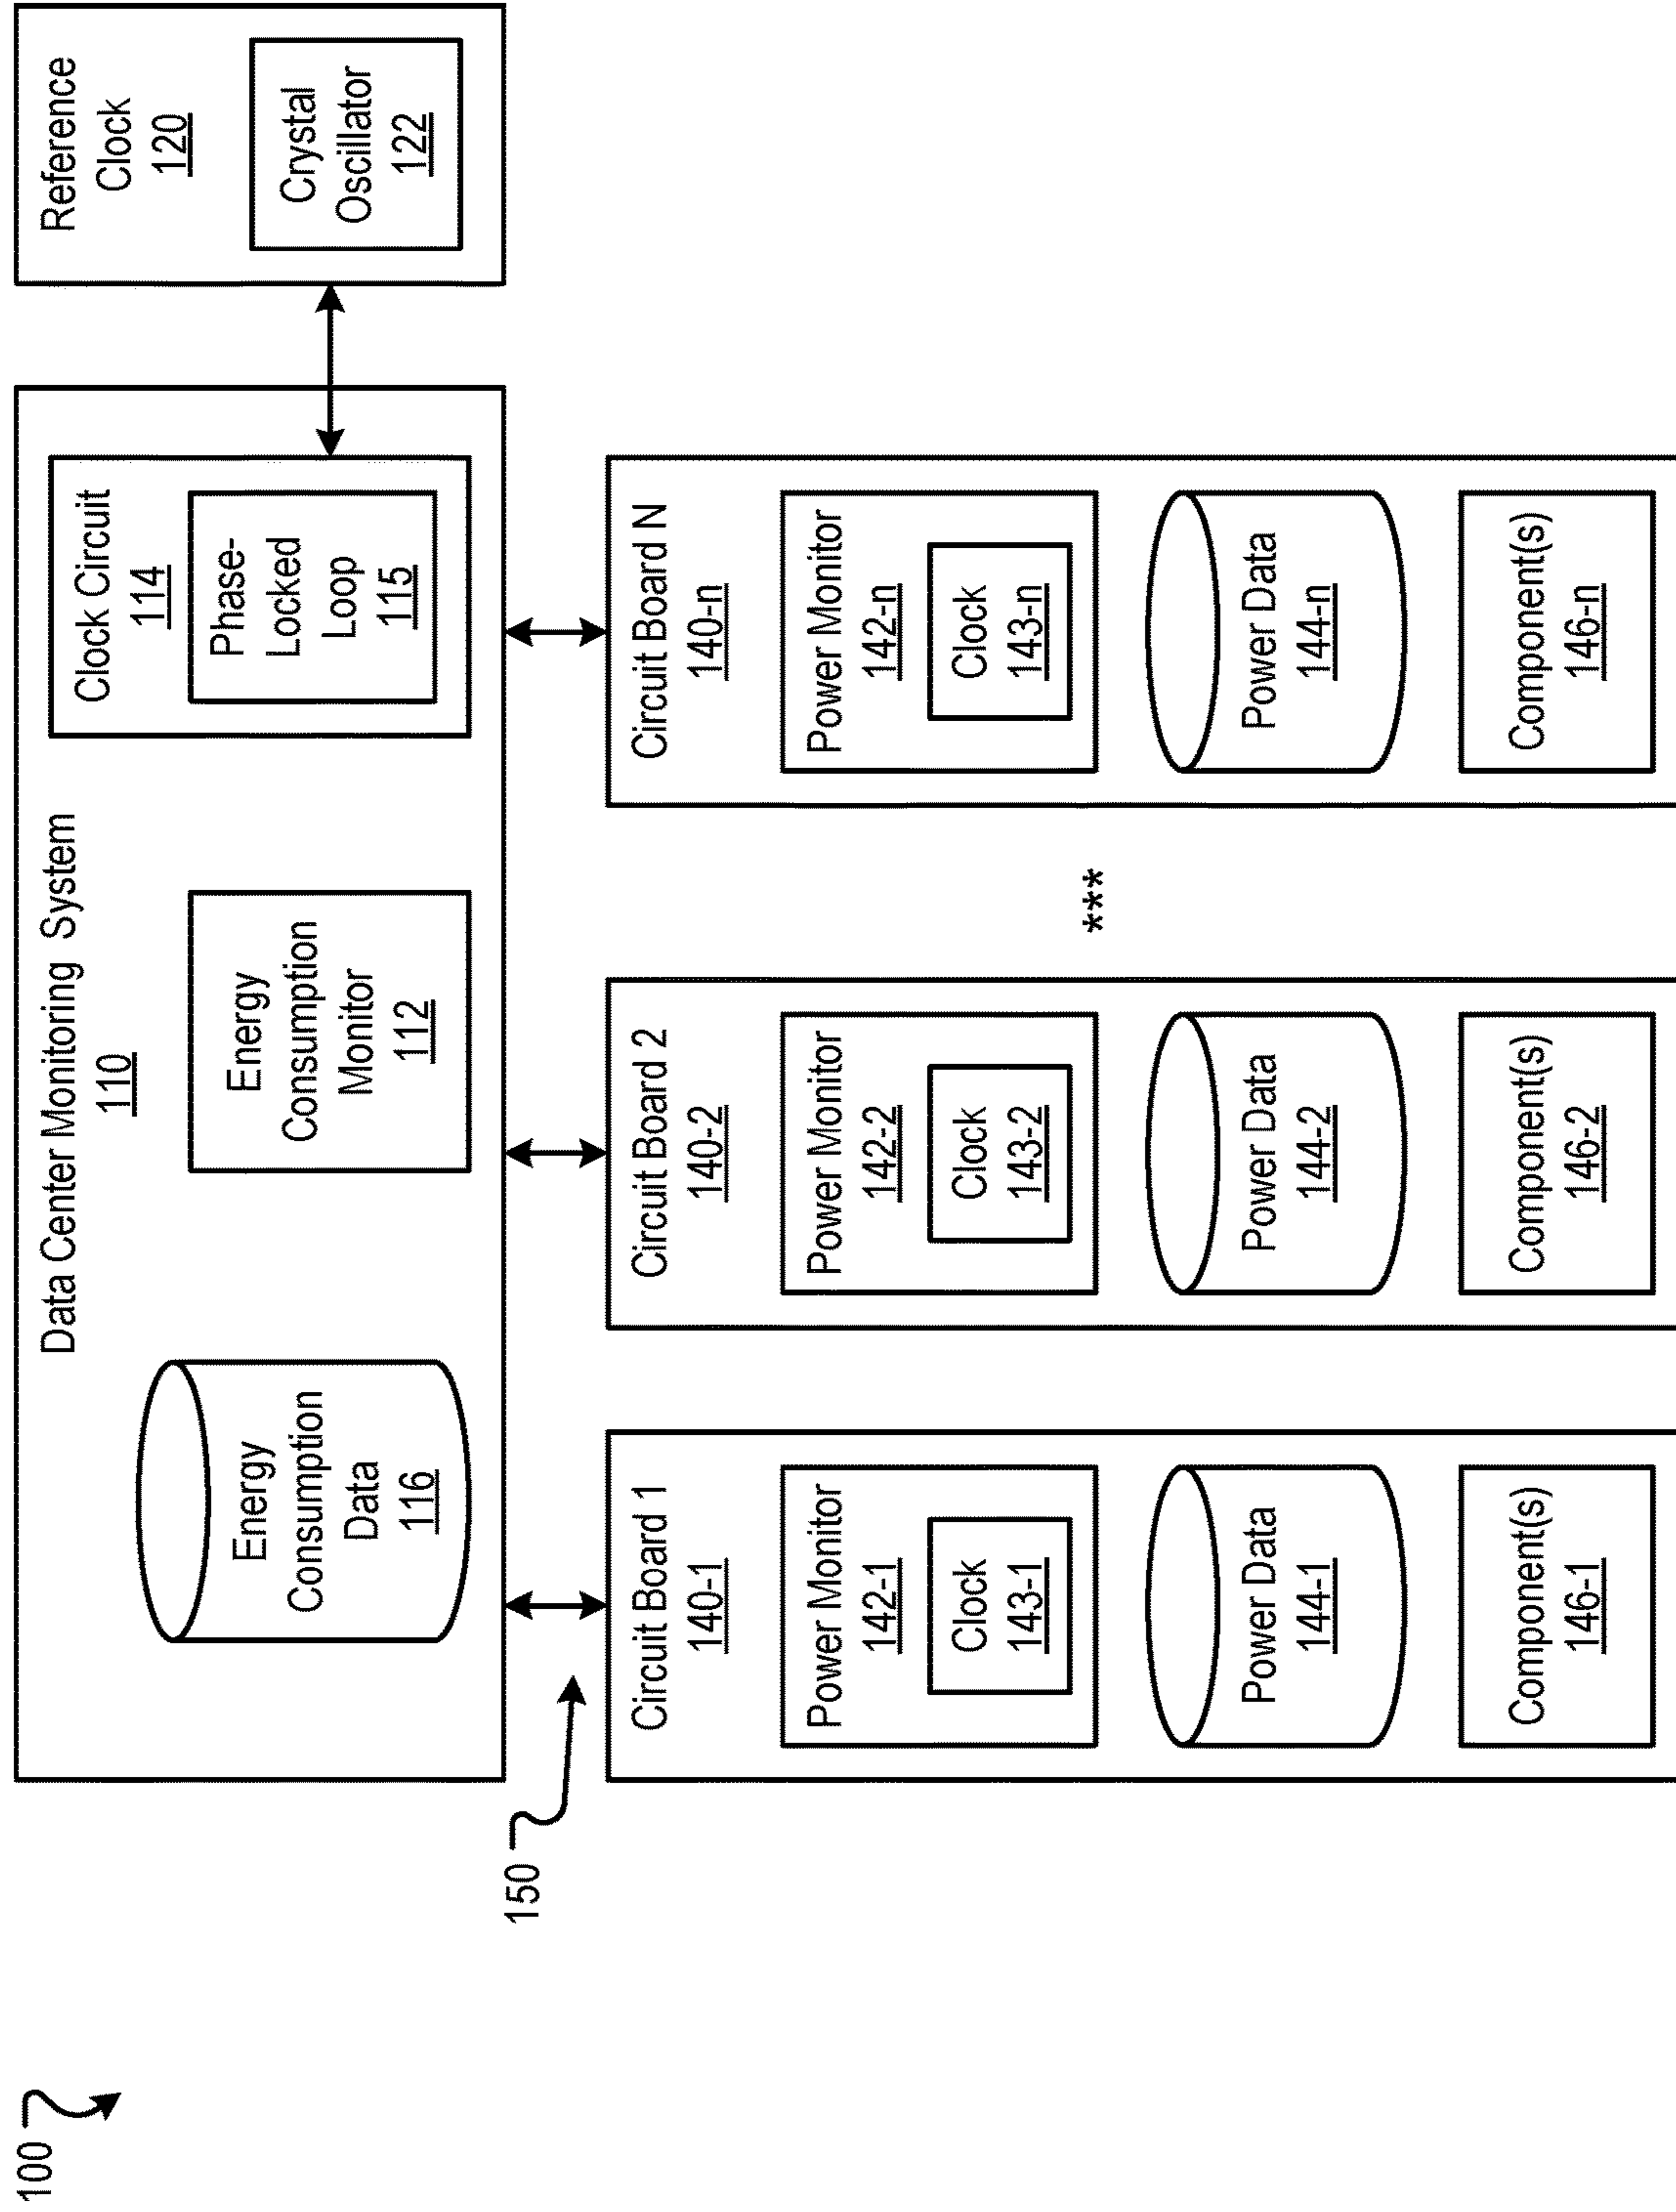 100
Data Center Monitoring System
110
Energy
Consumption
Data
116
Energy
Consumption
Monitor
112
Clock Circuit
114
Phase-
Locked
Loop
115
Reference
Clock
120
Crystal
Oscillator
122
150
Circuit Board 1
140-1
Power Monitor
142-1
Clock
143-1
Power Data
144-1
Component(s)
146-1
Circuit Board 2
140-2
Power Monitor
142-2
Clock
143-2
Power Data
144-2
Component(s)
146-2
***
Circuit Board N
140-n
Power Monitor
142-n
Clock
143-n
Power Data
144-n
Component(s)
146-n